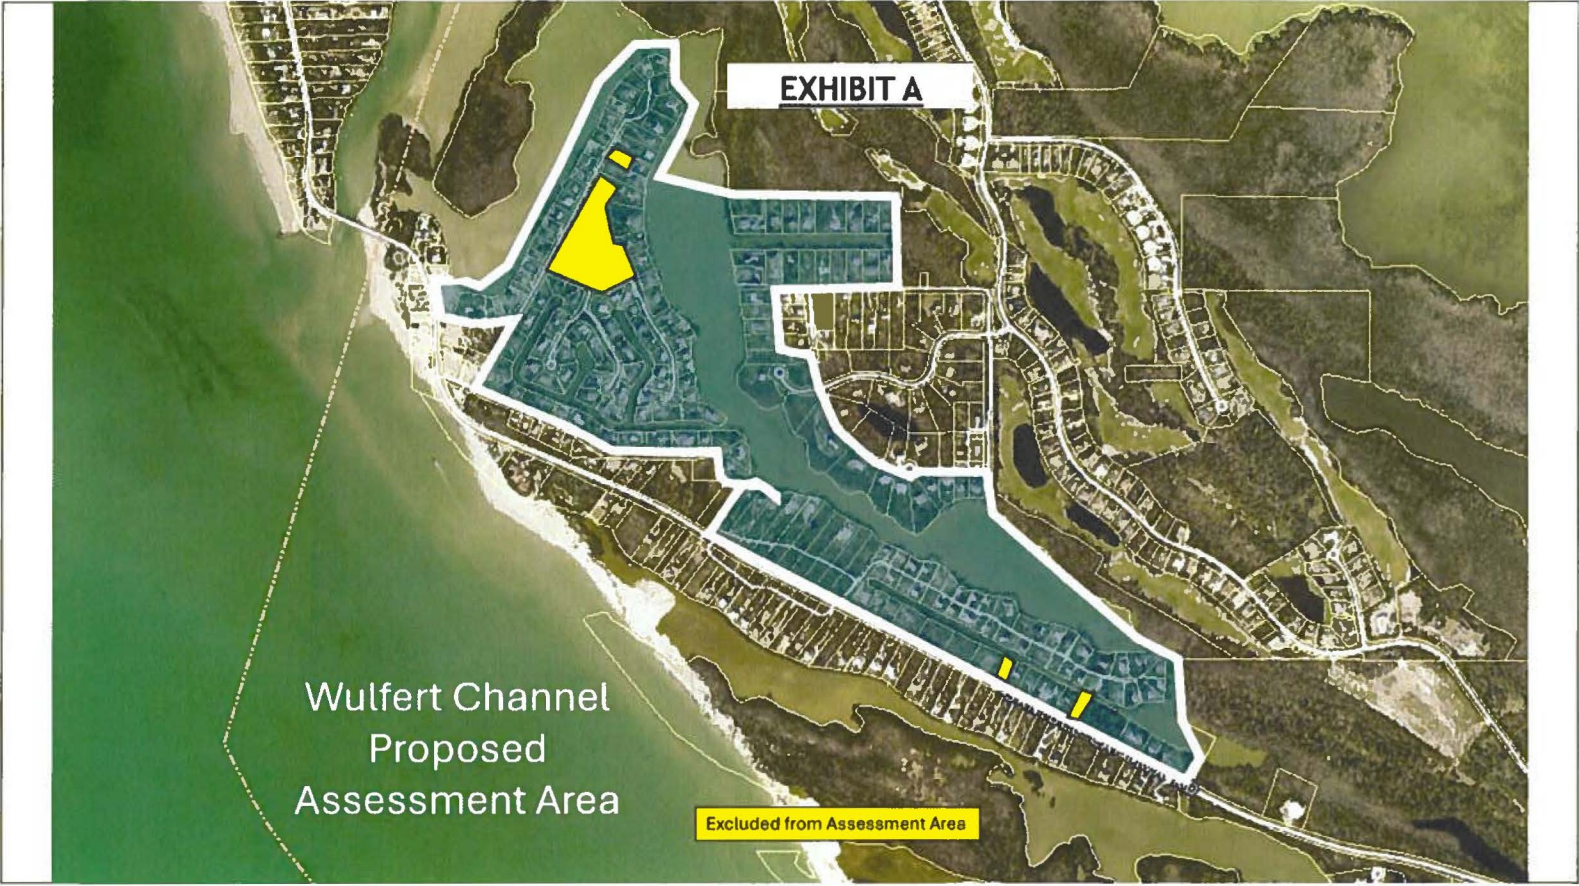 EXHIBIT A
Wulfert Channel
Proposed
Assessment Area
Excluded from Assessment Area